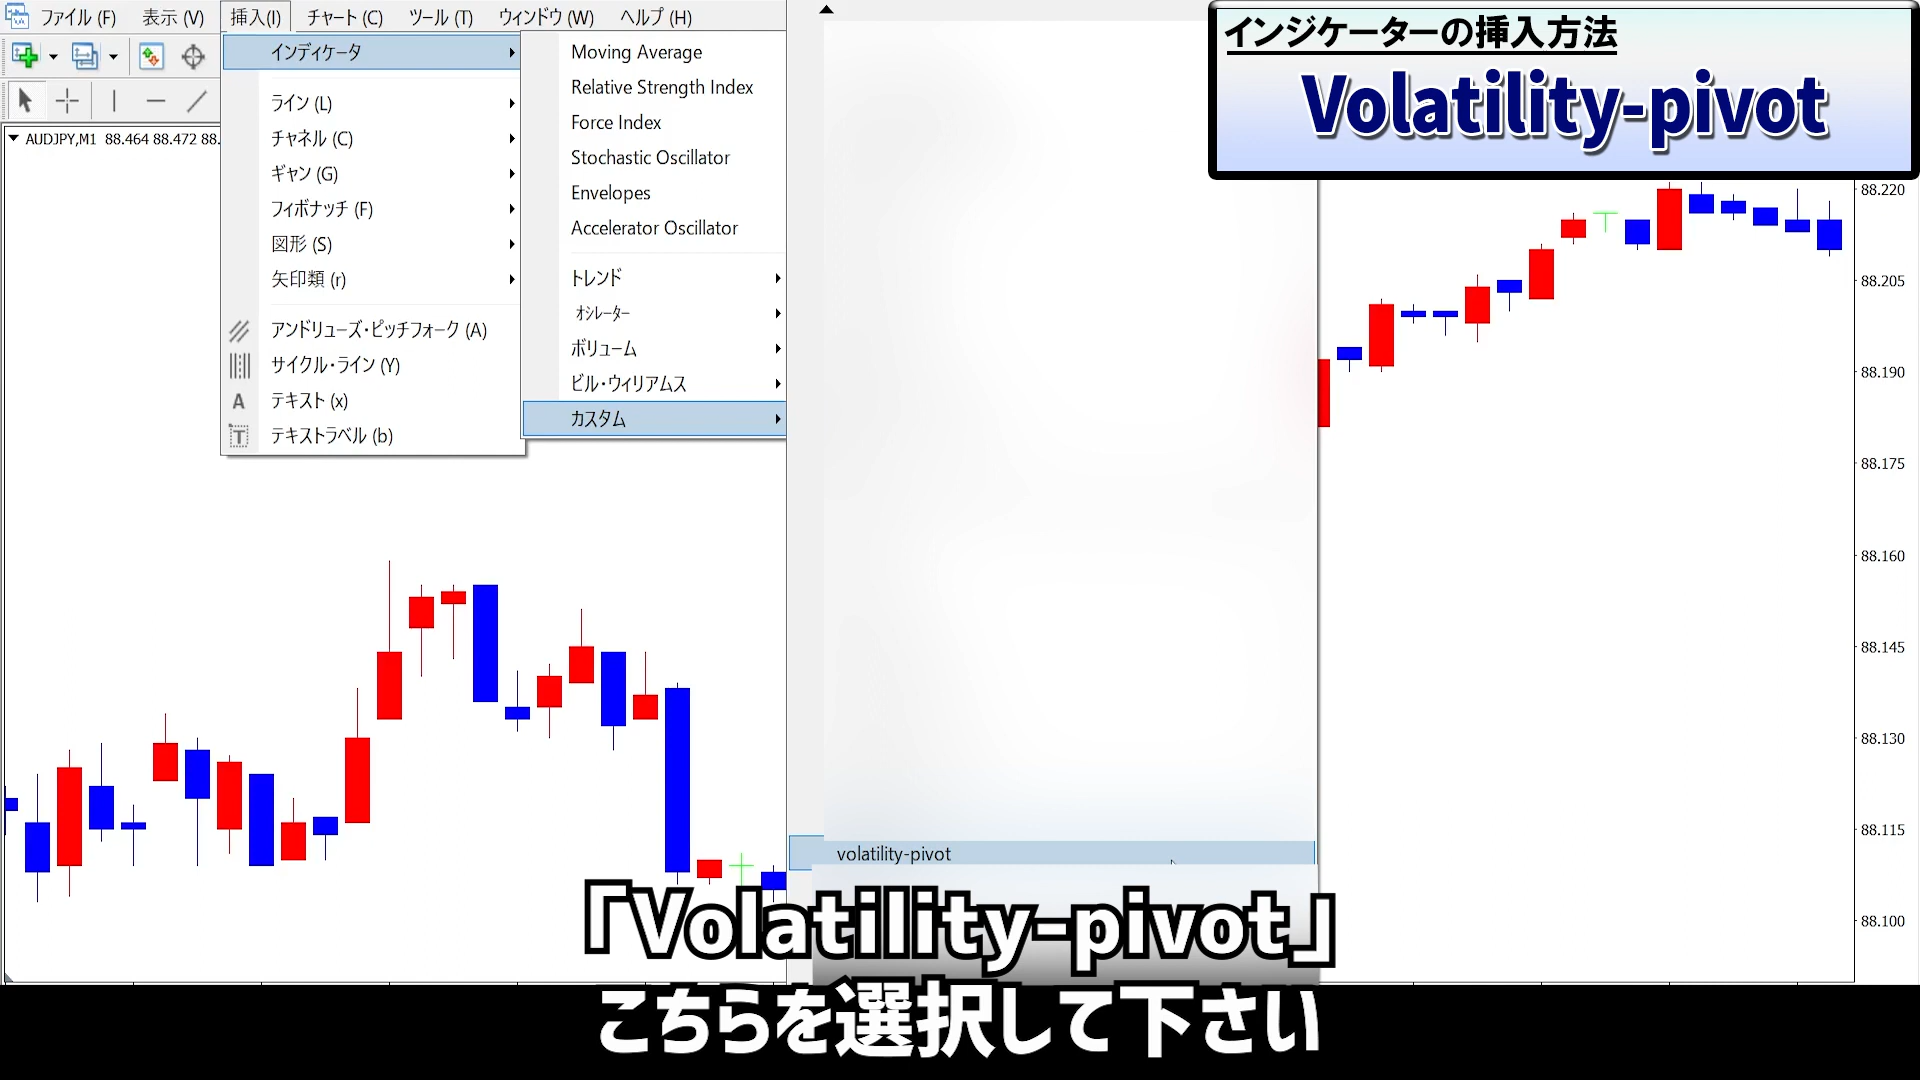 ファイル (F)
表示 (V)
挿入(I)
チャート (C)
ツール (T)
ウィンドウ (W)
ヘルプ (H)
インジケーターの挿入方法
Volatility-pivot
AUDJPY,M1 88.464 88.472 88.
インディケータ
ライン (L)
チャネル (C)
ギャン (G)
フィボナッチ (F)
図形 (S)
矢印類 (r)
アンドリューズ・ピッチフォーク (A)
サイクル・ライン (Y)
テキスト (x)
テキストラベル (b)
Moving Average
Relative Strength Index
Force Index
Stochastic Oscillator
Envelopes
Accelerator Oscillator
トレンド
オシレーター
ボリューム
ビル・ウィリアムス
カスタム
volatility-pivot
88.220
88.205
88.190
88.175
88.160
88.145
88.130
88.115
88.100
「Volatility-pivot」
こちらを選択して下さい